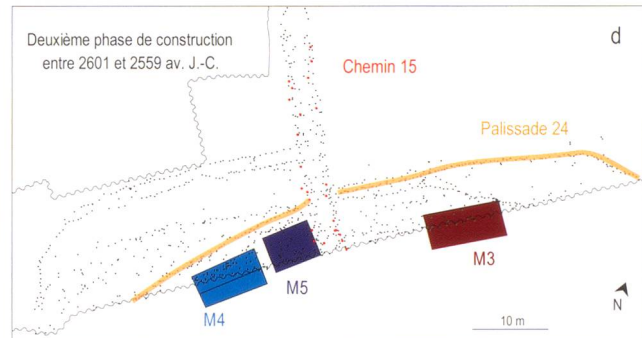 Deuxième phase de construction
entre 2601 et 2559 av. J.-C.
d
Chemin 15
Palissade 24
M3
M5
M4
N
10 m